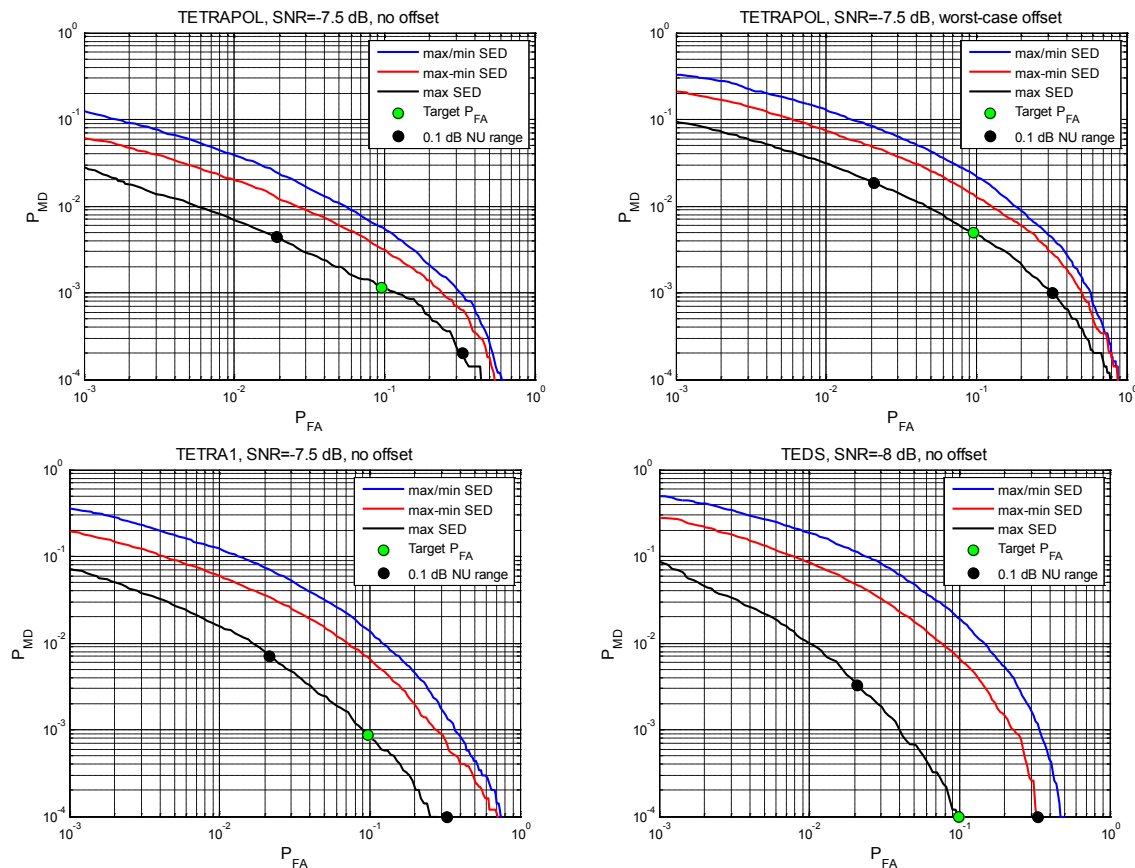 TETRAPOL, SNR=-7.5 dB, no offset
10^0
10^-1
10^-2
10^-3
10^-4
P_MD
max/min SED
max-min SED
max SED
Target P_FA
0.1 dB NU range
10^-3 10^-2 10^-1 10^0
P_FA
TETRAPOL, SNR=-7.5 dB, worst-case offset
10^0
10^-1
10^-2
10^-3
10^-4
P_MD
max/min SED
max-min SED
max SED
Target P_FA
0.1 dB NU range
10^-3 10^-2 10^-1 10^0
P_FA
TETRA1, SNR=-7.5 dB, no offset
10^0
10^-1
10^-2
10^-3
10^-4
P_MD
max/min SED
max-min SED
max SED
Target P_FA
0.1 dB NU range
10^-3 10^-2 10^-1 10^0
P_FA
TEDS, SNR=-8 dB, no offset
10^0
10^-1
10^-2
10^-3
10^-4
P_MD
max/min SED
max-min SED
max SED
Target P_FA
0.1 dB NU range
10^-3 10^-2 10^-1 10^0
P_FA